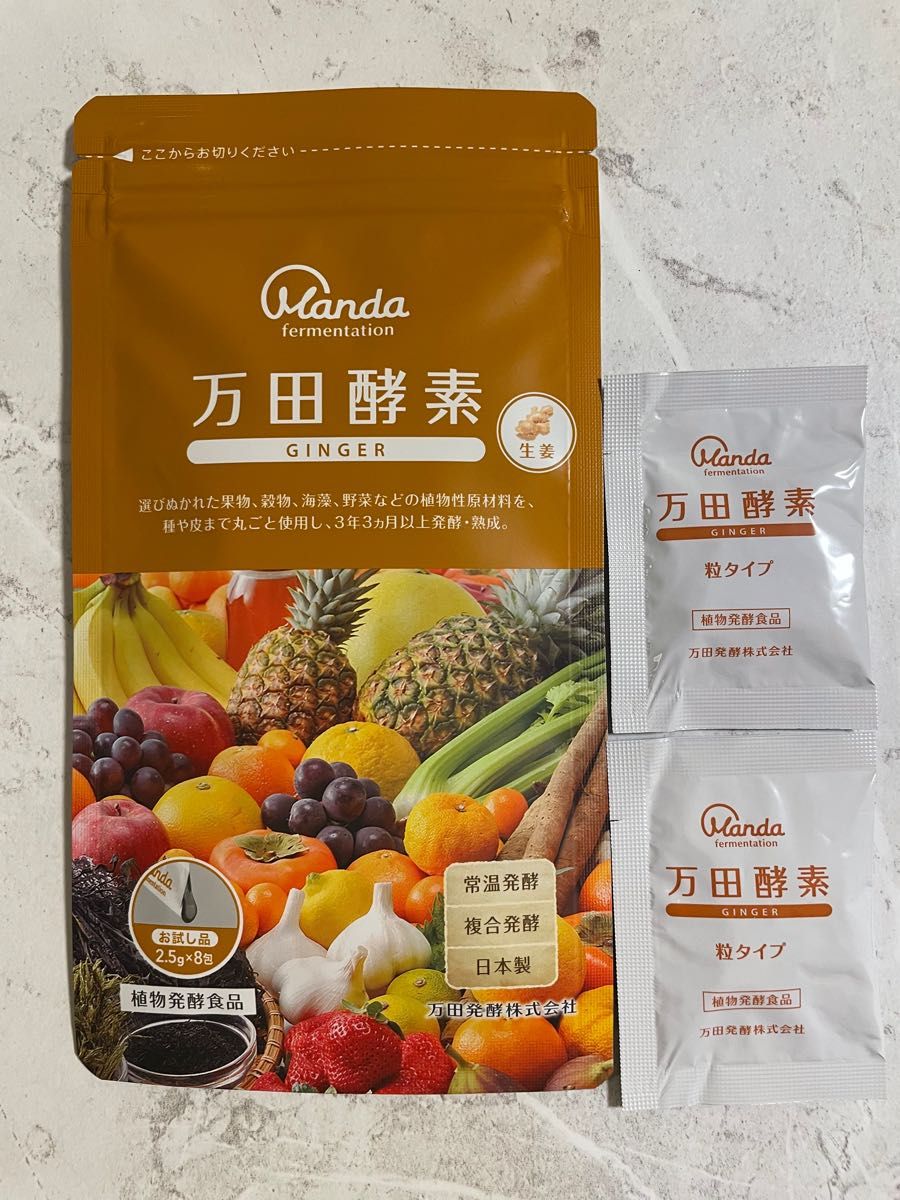 ここからお切りください
Manda
fermentation
万田酵素
GINGER
生姜
選びぬかれた果物、穀物、海藻、野菜などの植物性原材料を、
種や皮まで丸ごと使用し、3年3ヵ月以上発酵・熟成。
お試し品
2.5g×8包
植物発酵食品
常温発酵
複合発酵
日本製
万田発酵株式会社
Manda
fermentation
万田酵素
GINGER
粒タイプ
植物発酵食品
万田発酵株式会社
Manda
fermentation
万田酵素
GINGER
粒タイプ
植物発酵食品
万田発酵株式会社